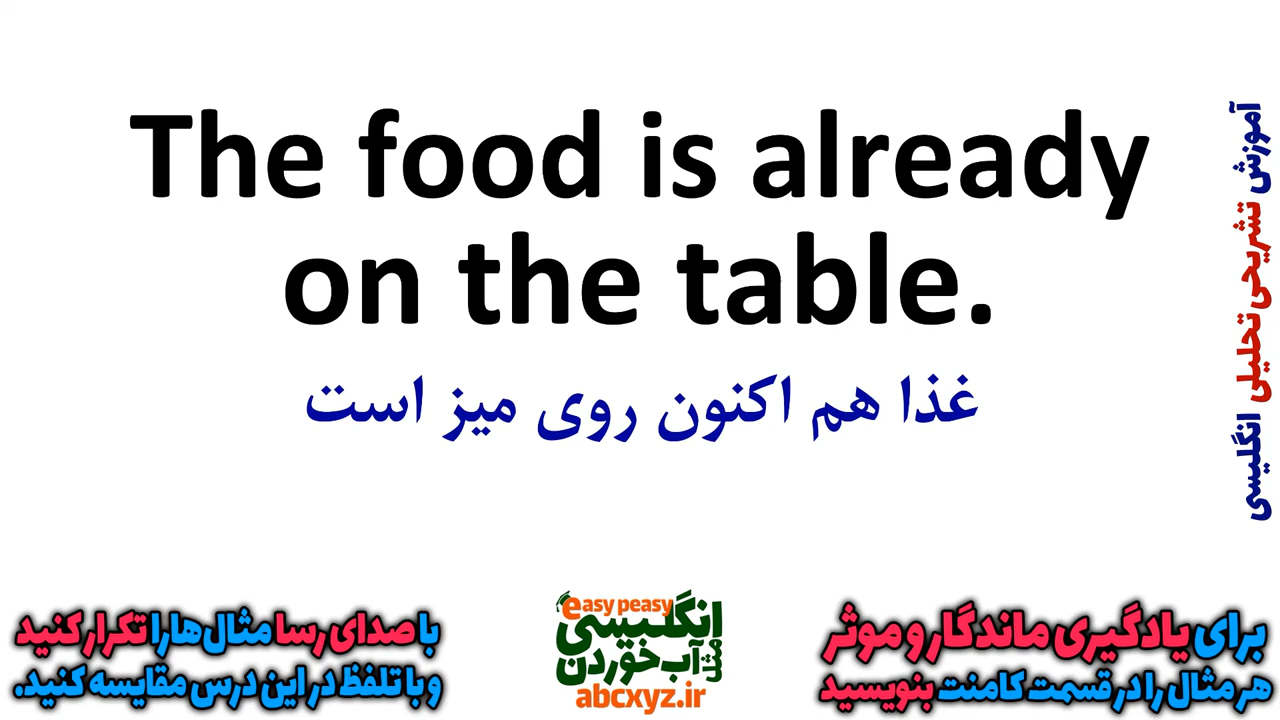 The food is already
on the table.
غذا هم اکنون روی میز است
آموزش تشریحی تحلیلی انگلیسی
با صدای رسا مثال‌ها را تکرار کنید
و با تلفظ در این درس مقایسه کنید.
easy peasy
انگلیسی
مثل آب خوردن
abcxyz.ir
برای یادگیری ماندگار و موثر
هر مثال را در قسمت کامنت بنویسید